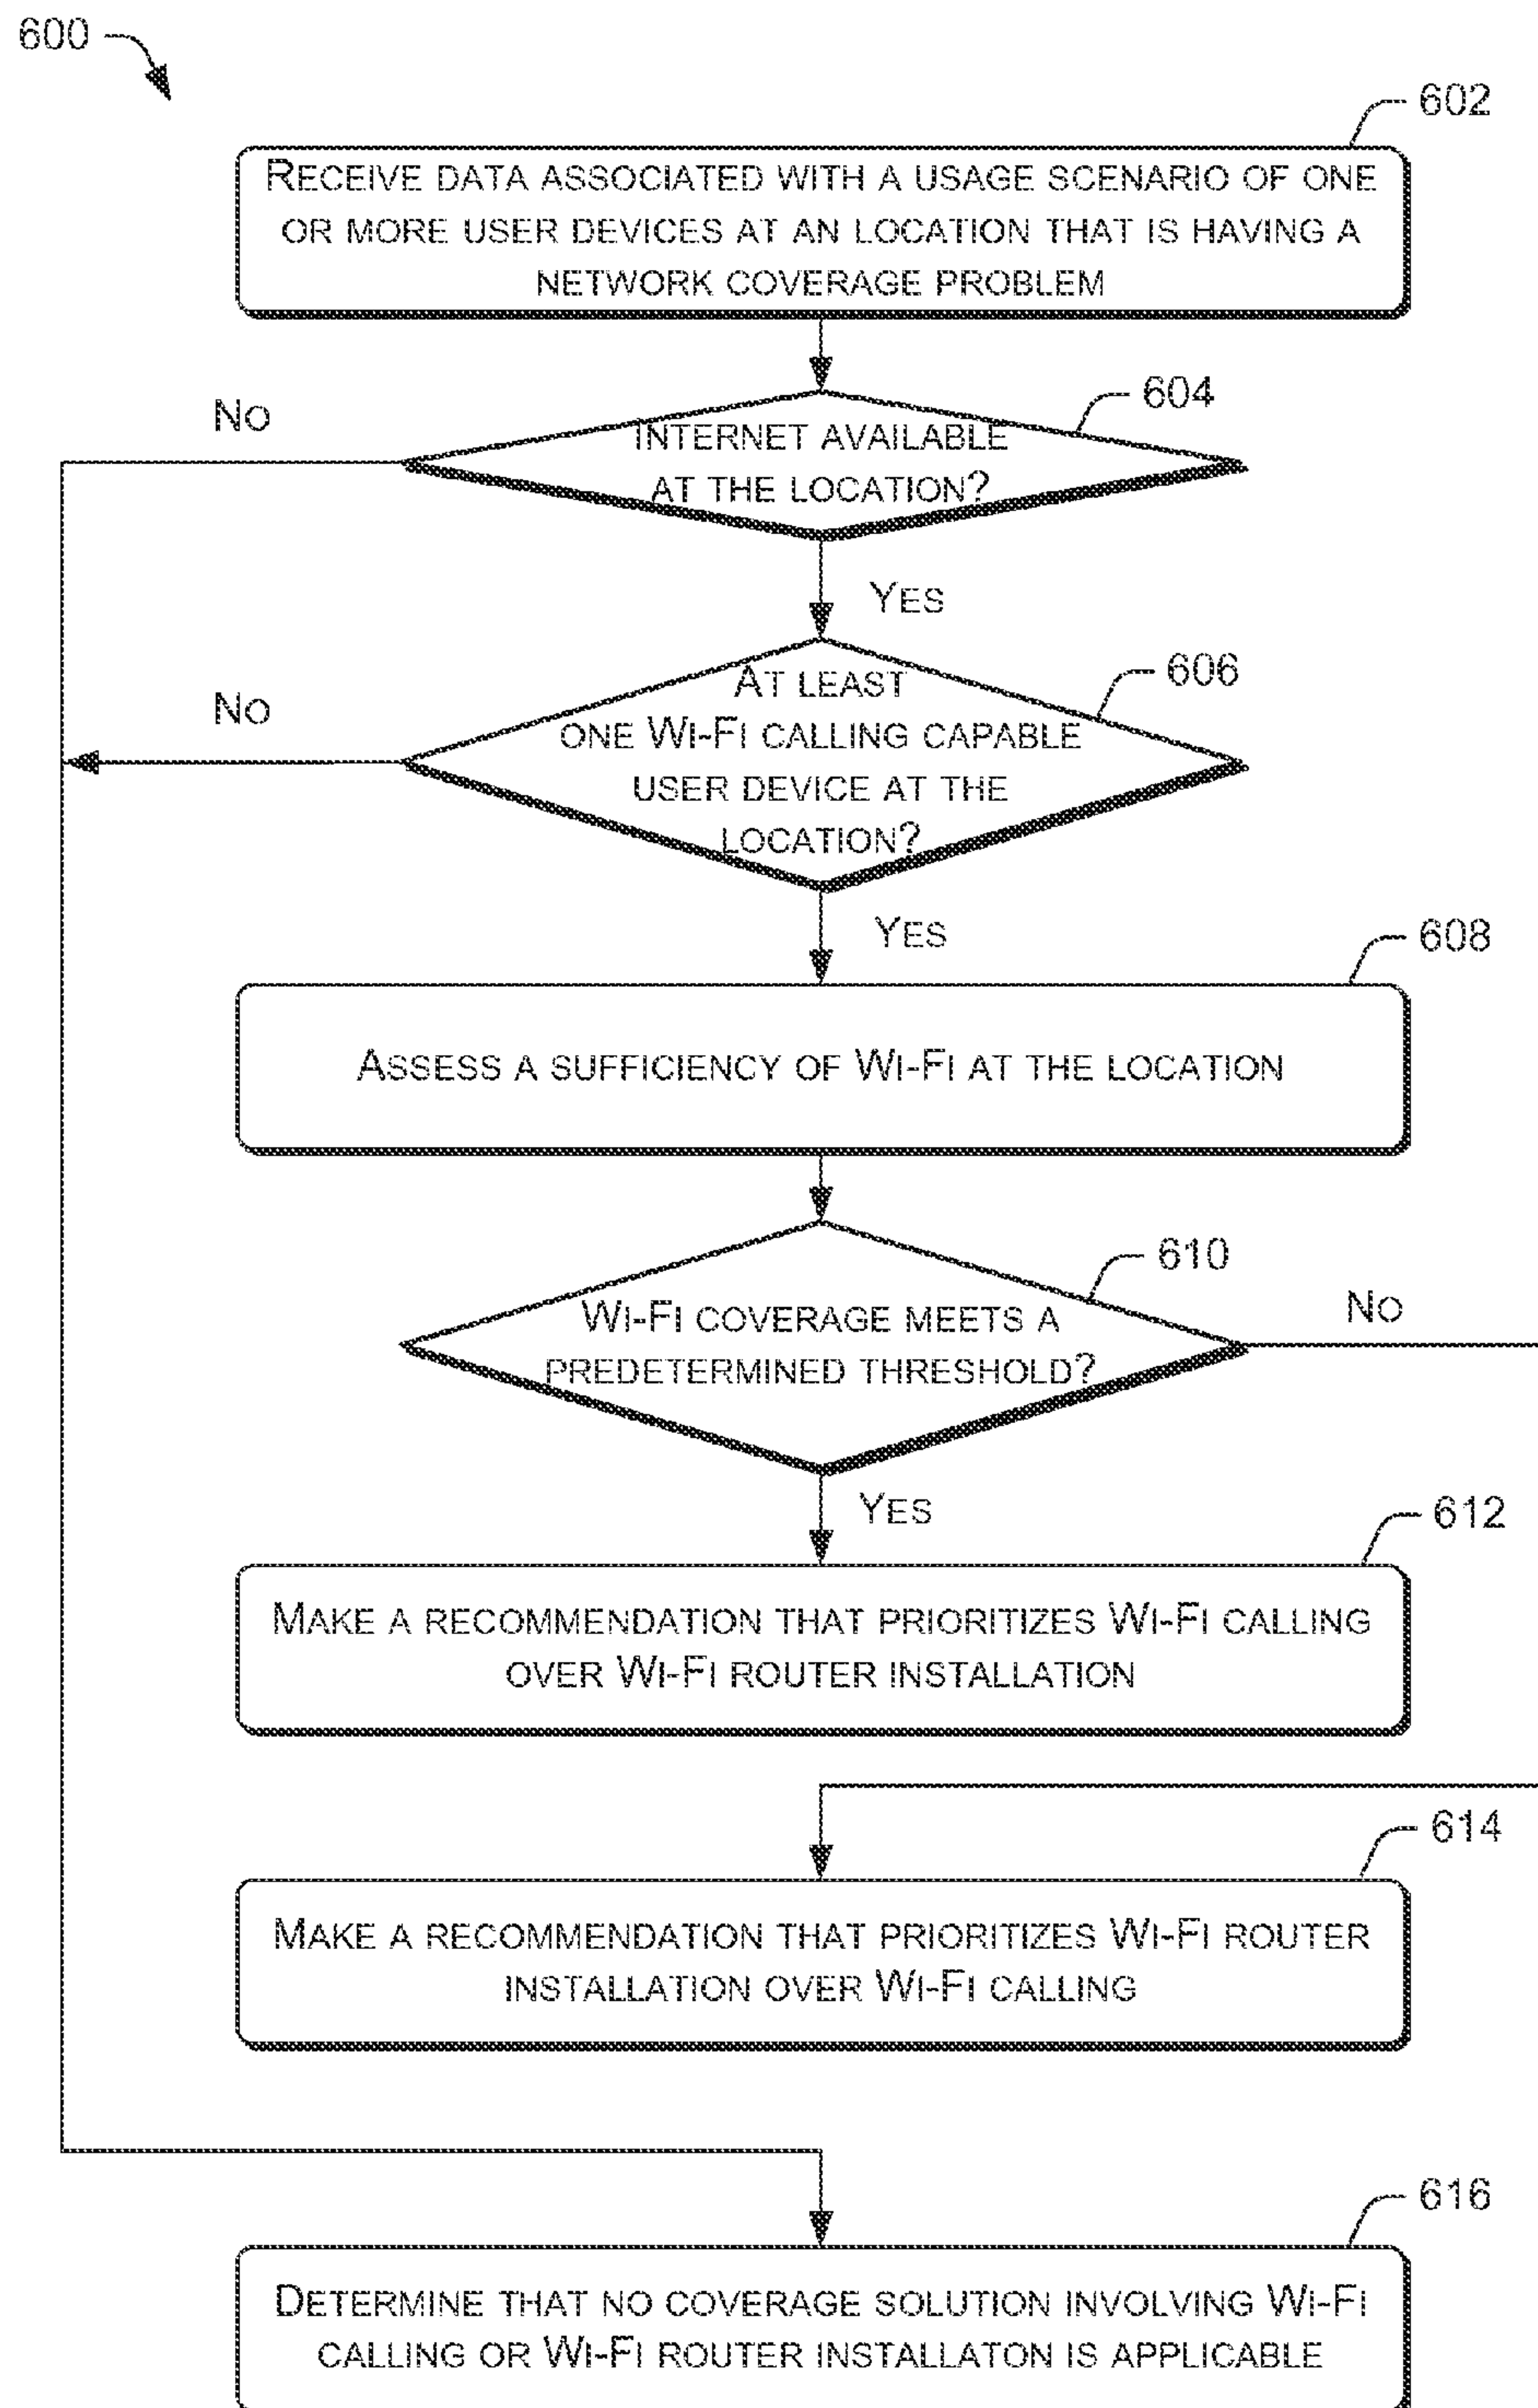 600
602
RECEIVE DATA ASSOCIATED WITH A USAGE SCENARIO OF ONE
OR MORE USER DEVICES AT AN LOCATION THAT IS HAVING A
NETWORK COVERAGE PROBLEM
604
NO
INTERNET AVAILABLE
AT THE LOCATION?
YES
606
NO
AT LEAST
ONE WI-FI CALLING CAPABLE
USER DEVICE AT THE
LOCATION?
YES
608
ASSESS A SUFFICIENCY OF WI-FI AT THE LOCATION
610
NO
WI-FI COVERAGE MEETS A
PREDETERMINED THRESHOLD?
YES
612
MAKE A RECOMMENDATION THAT PRIORITIZES WI-FI CALLING
OVER WI-FI ROUTER INSTALLATION
614
MAKE A RECOMMENDATION THAT PRIORITIZES WI-FI ROUTER
INSTALLATION OVER WI-FI CALLING
616
DETERMINE THAT NO COVERAGE SOLUTION INVOLVING WI-FI
CALLING OR WI-FI ROUTER INSTALLATON IS APPLICABLE